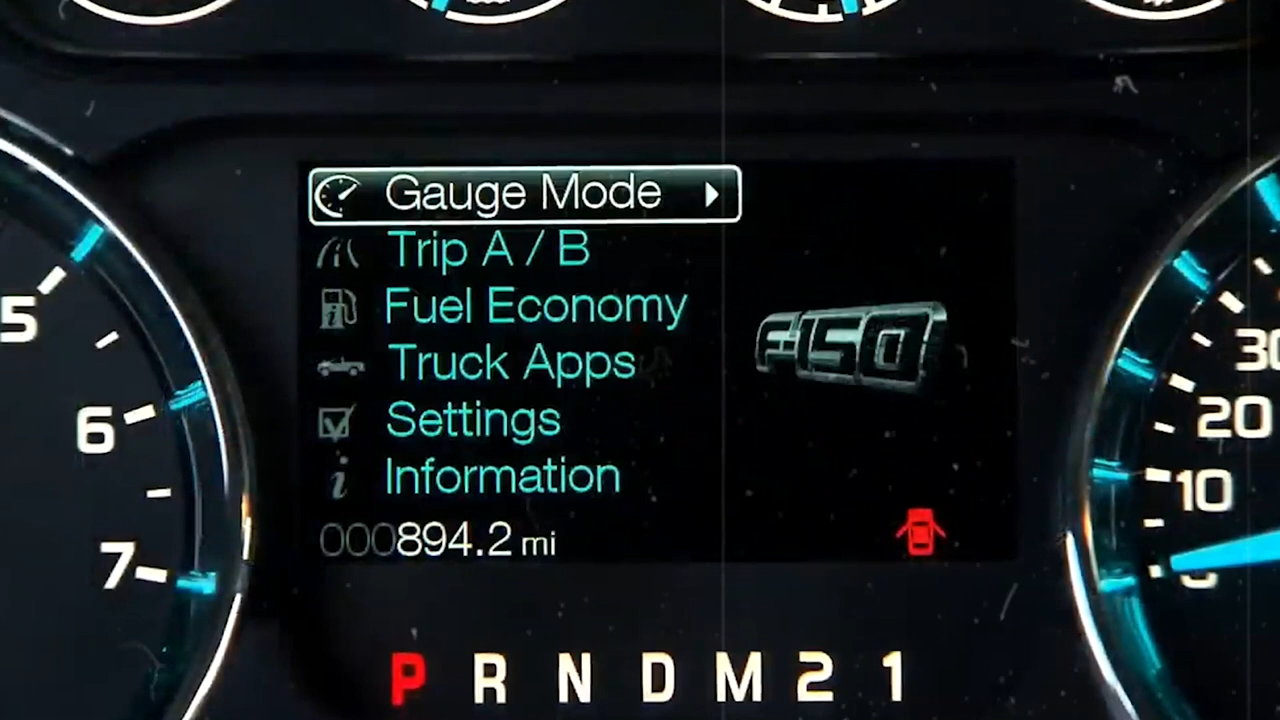 Gauge Mode
Trip A / B
Fuel Economy
Truck Apps
Settings
Information
F-150
000894.2 mi
P R N D M 2 1
5
6
7
30
20
10
0